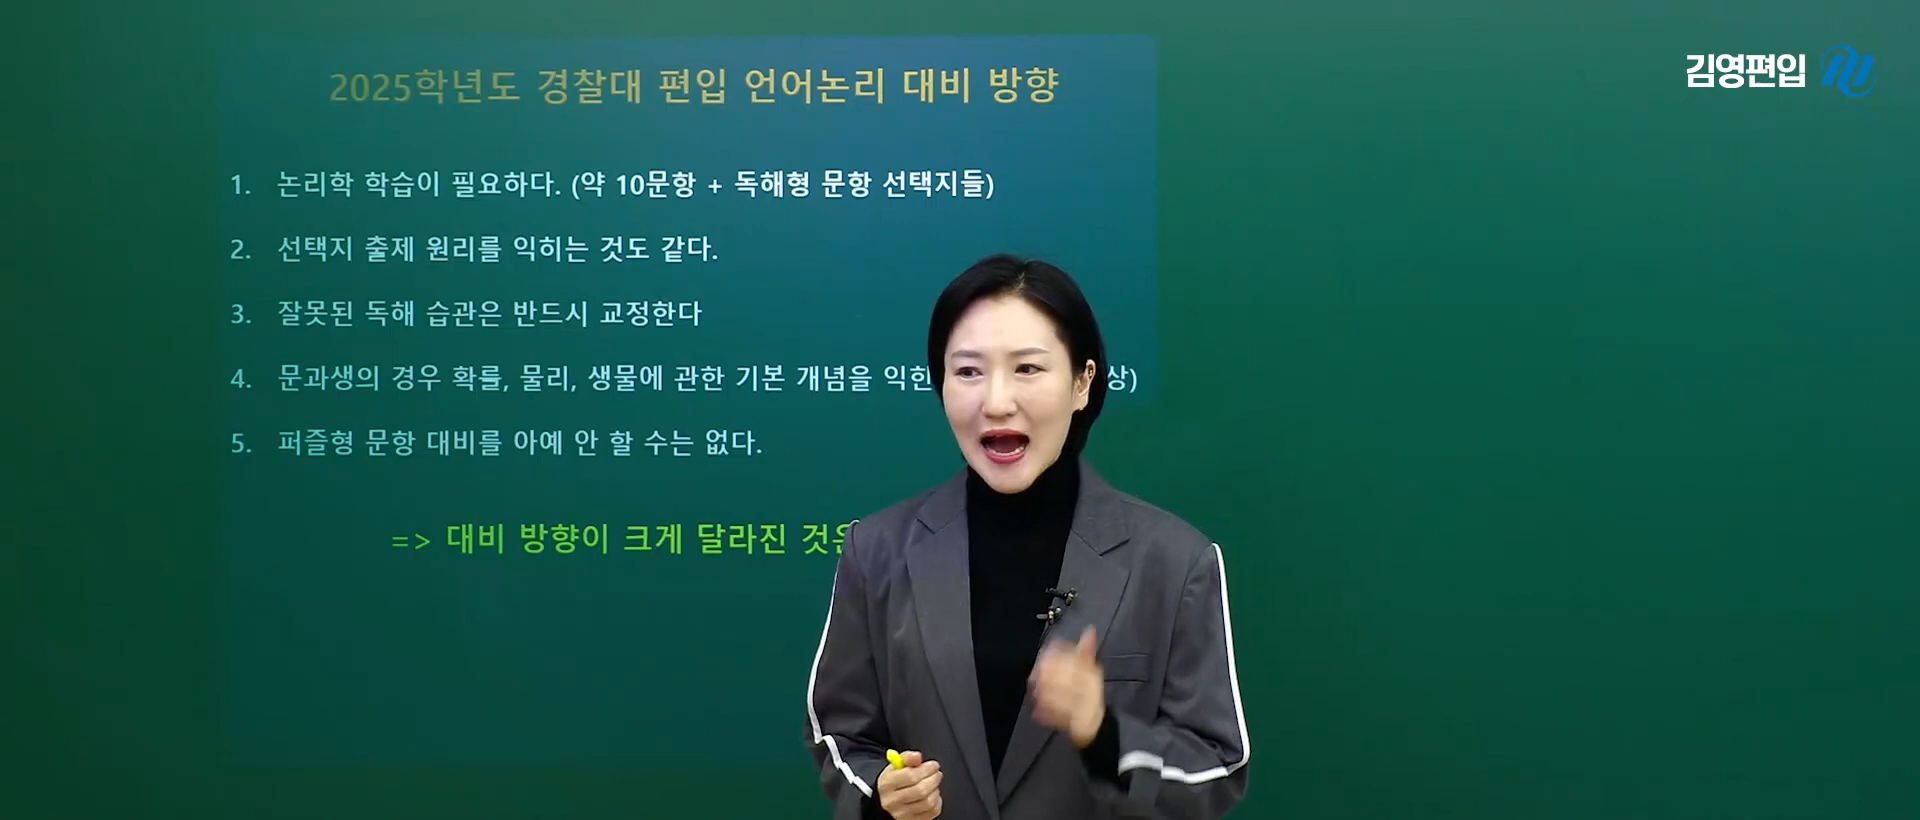 김영편입
2025학년도 경찰대 편입 언어논리 대비 방향
1. 논리학 학습이 필요하다. (약 10문항 + 독해형 문항 선택지들)
2. 선택지 출제 원리를 익히는 것도 같다.
3. 잘못된 독해 습관은 반드시 교정한다
4. 문과생의 경우 확률, 물리, 생물에 관한 기본 개념을 상)
5. 퍼즐형 문항 대비를 아예 안 할 수는 없다.
=> 대비 방향이 크게 달라진 것은